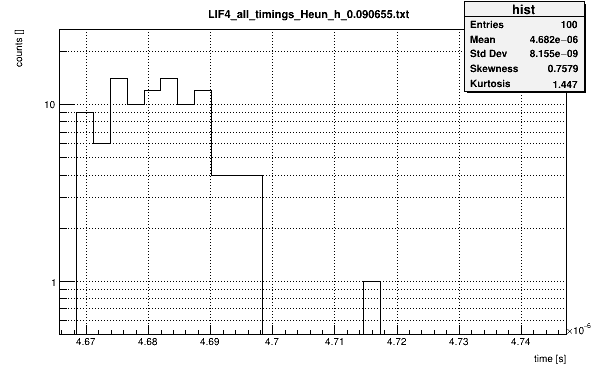 LIF4_all_timings_Heun_h_0.090655.txt
hist
Entries 100
Mean 4.682e−06
Std Dev 8.155e−09
Skewness 0.7579
Kurtosis 1.447
counts []
10
1
4.67 4.68 4.69 4.7 4.71 4.72 4.73 4.74
×10−6
time [s]